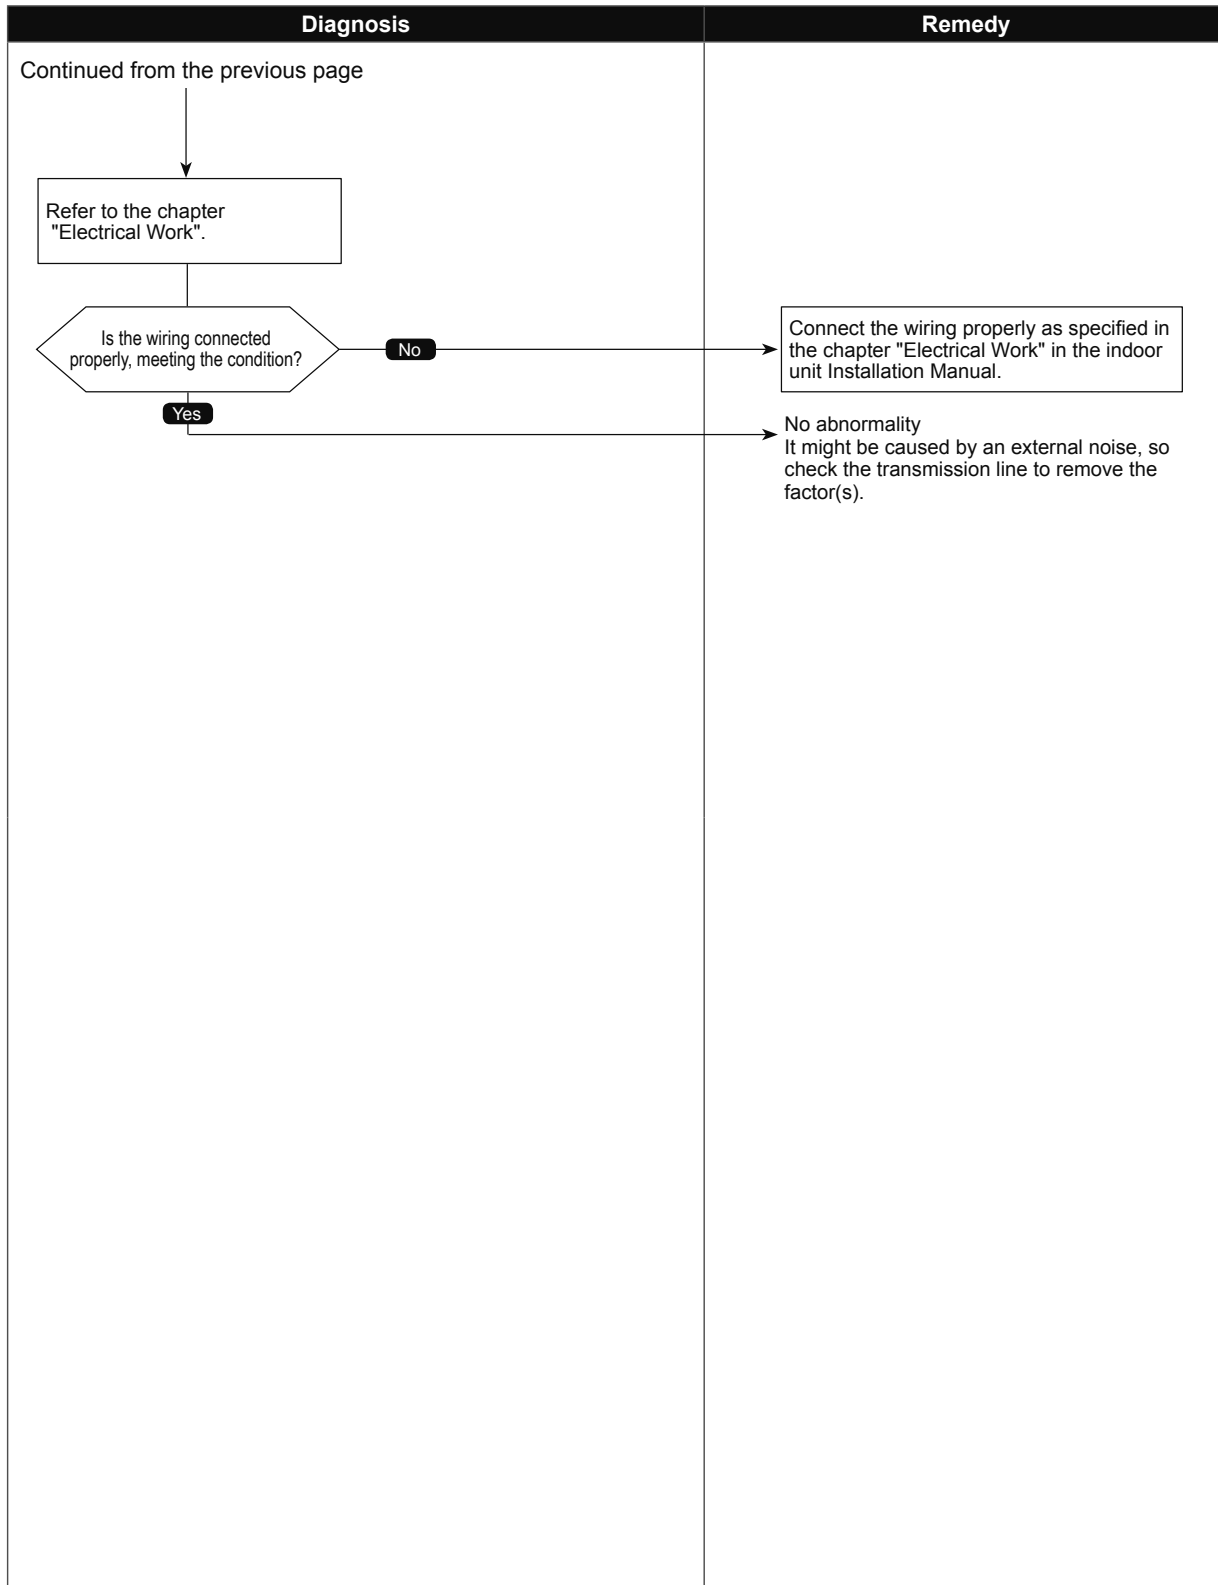 Diagnosis
Remedy
Continued from the previous page
Refer to the chapter
"Electrical Work".
Is the wiring connected
properly, meeting the condition?
No
Connect the wiring properly as specified in
the chapter "Electrical Work" in the indoor
unit Installation Manual.
Yes
No abnormality
It might be caused by an external noise, so
check the transmission line to remove the
factor(s).